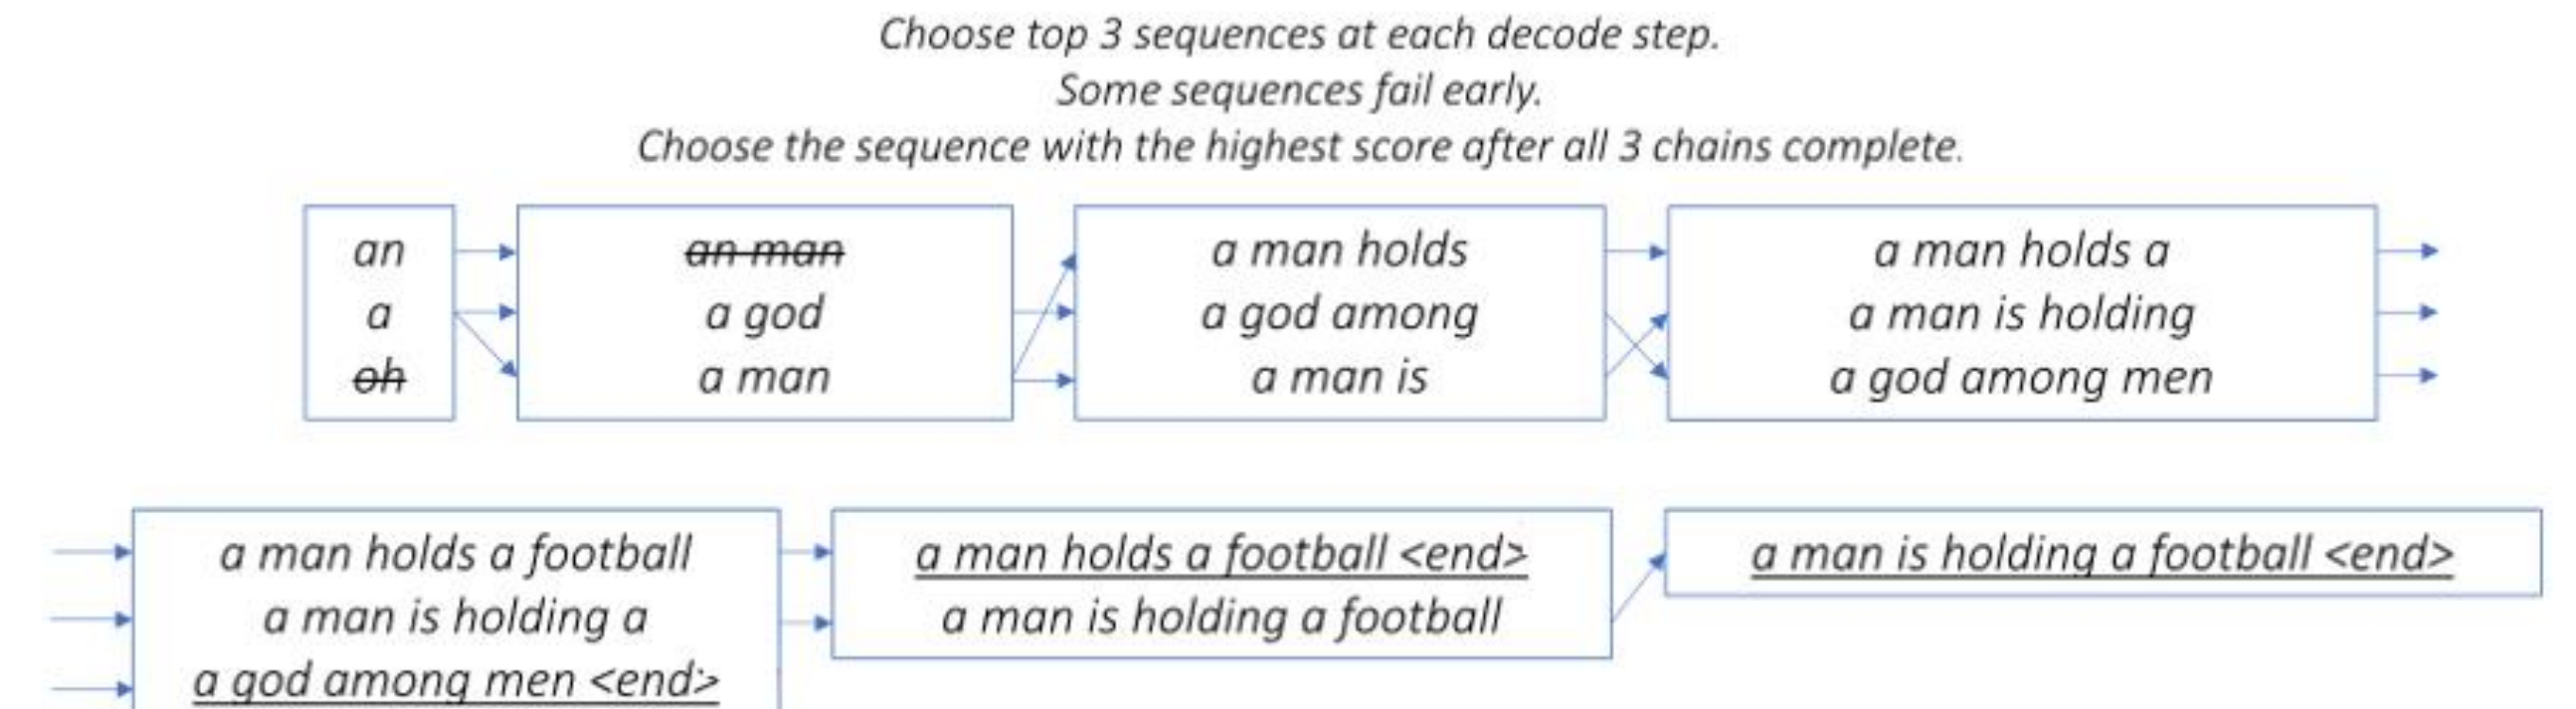 Choose top 3 sequences at each decode step.
Some sequences fail early.
Choose the sequence with the highest score after all 3 chains complete.
an
a
oh
an man
a god
a man
a man holds
a god among
a man is
a man holds a
a man is holding
a god among men
a man holds a football
a man is holding a
a god among men <end>
a man holds a football <end>
a man is holding a football
a man is holding a football <end>